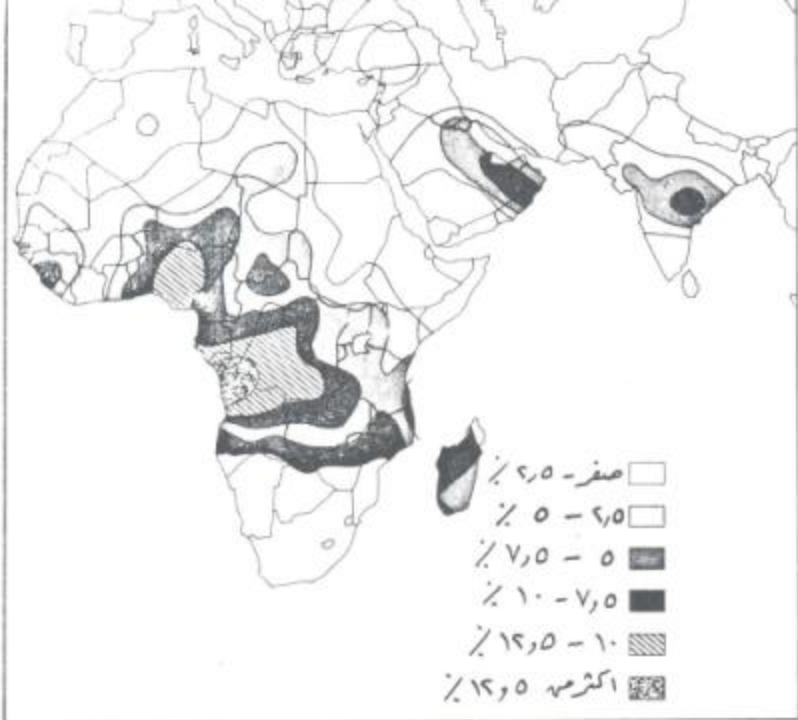 صفر - ٢,٥ ٪
٢,٥ - ٥ ٪
٥ - ٧,٥ ٪
٧,٥ - ١٠ ٪
١٠ - ١٢,٥ ٪
اكثر من ١٢,٥ ٪